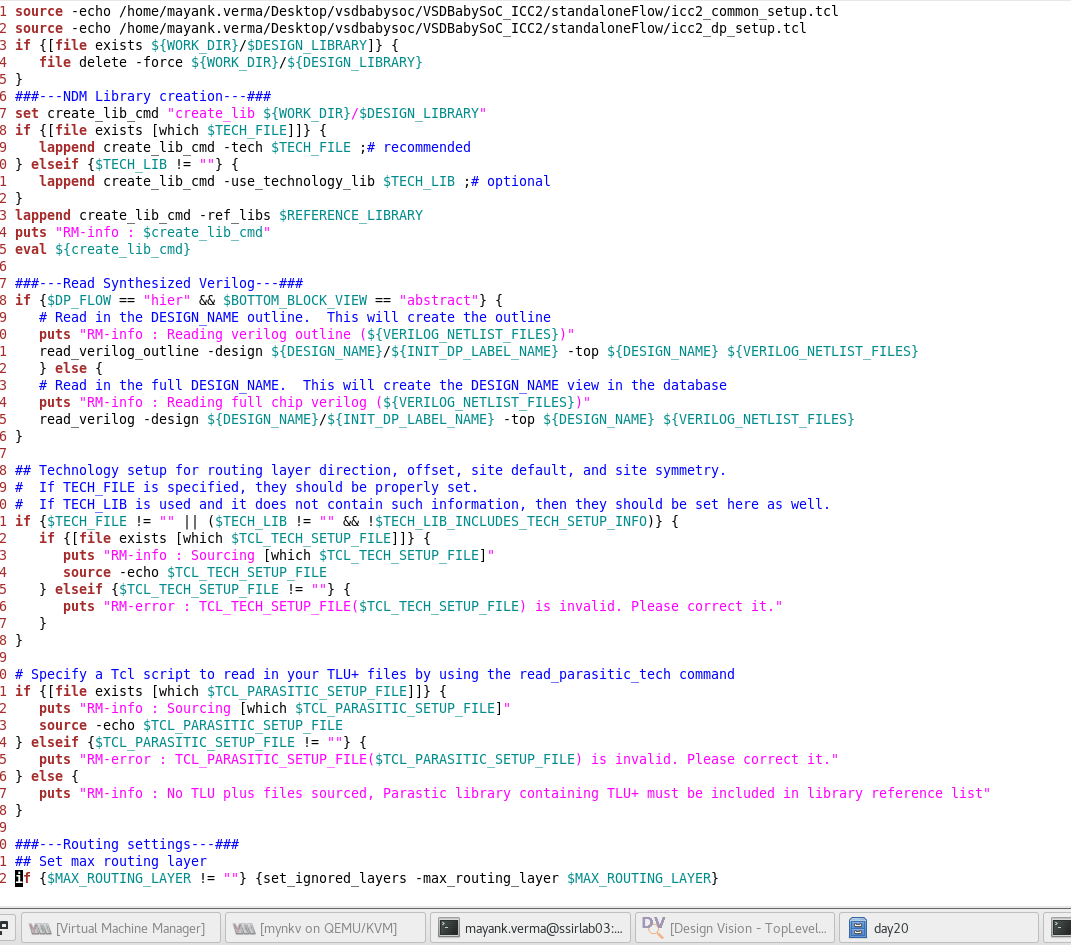 1 source -echo /home/mayank.verma/Desktop/vsdbabysoc/VSDBabySoC_ICC2/standaloneFlow/icc2_common_setup.tcl
2 source -echo /home/mayank.verma/Desktop/vsdbabysoc/VSDBabySoC_ICC2/standaloneFlow/icc2_dp_setup.tcl
3 if {[file exists ${WORK_DIR}/$DESIGN_LIBRARY]} {
4    file delete -force ${WORK_DIR}/${DESIGN_LIBRARY}
5 }
6 ###---NDM Library creation---###
7 set create_lib_cmd "create_lib ${WORK_DIR}/$DESIGN_LIBRARY"
8 if {[file exists [which $TECH_FILE]]} {
9    lappend create_lib_cmd -tech $TECH_FILE ;# recommended
0 } elseif {$TECH_LIB != ""} {
1    lappend create_lib_cmd -use_technology_lib $TECH_LIB ;# optional
2 }
3 lappend create_lib_cmd -ref_libs $REFERENCE_LIBRARY
4 puts "RM-info : $create_lib_cmd"
5 eval ${create_lib_cmd}
6
7 ###---Read Synthesized Verilog---###
8 if {$DP_FLOW == "hier" && $BOTTOM_BLOCK_VIEW == "abstract"} {
9    # Read in the DESIGN_NAME outline.  This will create the outline
0    puts "RM-info : Reading verilog outline (${VERILOG_NETLIST_FILES})"
1    read_verilog_outline -design ${DESIGN_NAME}/${INIT_DP_LABEL_NAME} -top ${DESIGN_NAME} ${VERILOG_NETLIST_FILES}
2    } else {
3    # Read in the full DESIGN_NAME.  This will create the DESIGN_NAME view in the database
4    puts "RM-info : Reading full chip verilog (${VERILOG_NETLIST_FILES})"
5    read_verilog -design ${DESIGN_NAME}/${INIT_DP_LABEL_NAME} -top ${DESIGN_NAME} ${VERILOG_NETLIST_FILES}
6 }
7
8 ## Technology setup for routing layer direction, offset, site default, and site symmetry.
9 #  If TECH_FILE is specified, they should be properly set.
0 #  If TECH_LIB is used and it does not contain such information, then they should be set here as well.
1 if {$TECH_FILE != "" || ($TECH_LIB != "" && !$TECH_LIB_INCLUDES_TECH_SETUP_INFO)} {
2    if {[file exists [which $TCL_TECH_SETUP_FILE]]} {
3       puts "RM-info : Sourcing [which $TCL_TECH_SETUP_FILE]"
4       source -echo $TCL_TECH_SETUP_FILE
5    } elseif {$TCL_TECH_SETUP_FILE != ""} {
6       puts "RM-error : TCL_TECH_SETUP_FILE($TCL_TECH_SETUP_FILE) is invalid. Please correct it."
7    }
8 }
9
0 # Specify a Tcl script to read in your TLU+ files by using the read_parasitic_tech command
1 if {[file exists [which $TCL_PARASITIC_SETUP_FILE]]} {
2    puts "RM-info : Sourcing [which $TCL_PARASITIC_SETUP_FILE]"
3    source -echo $TCL_PARASITIC_SETUP_FILE
4 } elseif {$TCL_PARASITIC_SETUP_FILE != ""} {
5    puts "RM-error : TCL_PARASITIC_SETUP_FILE($TCL_PARASITIC_SETUP_FILE) is invalid. Please correct it."
6 } else {
7    puts "RM-info : No TLU plus files sourced, Parastic library containing TLU+ must be included in library reference list"
8 }
9
0 ###---Routing settings---###
1 ## Set max routing layer
2 if {$MAX_ROUTING_LAYER != ""} {set_ignored_layers -max_routing_layer $MAX_ROUTING_LAYER}
[Virtual Machine Manager] [mynkv on QEMU/KVM] mayank.verma@ssirlab03:... DV [Design Vision - TopLevel... day20